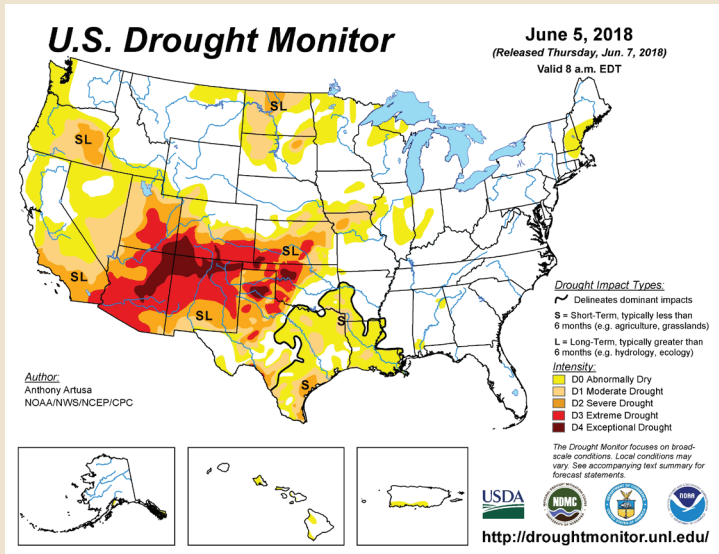 U.S. Drought Monitor
June 5, 2018
(Released Thursday, Jun. 7, 2018)
Valid 8 a.m. EDT
SL
SL
SL
SL
SL
S
S
Drought Impact Types:
Delineates dominant impacts
S = Short-Term, typically less than
6 months (e.g. agriculture, grasslands)
L = Long-Term, typically greater than
6 months (e.g. hydrology, ecology)
Intensity:
D0 Abnormally Dry
D1 Moderate Drought
D2 Severe Drought
D3 Extreme Drought
D4 Exceptional Drought
Author:
Anthony Artusa
NOAA/NWS/NCEP/CPC
The Drought Monitor focuses on broad-
scale conditions. Local conditions may
vary. See accompanying text summary for
forecast statements.
USDA
NDMC
NOAA
http://droughtmonitor.unl.edu/